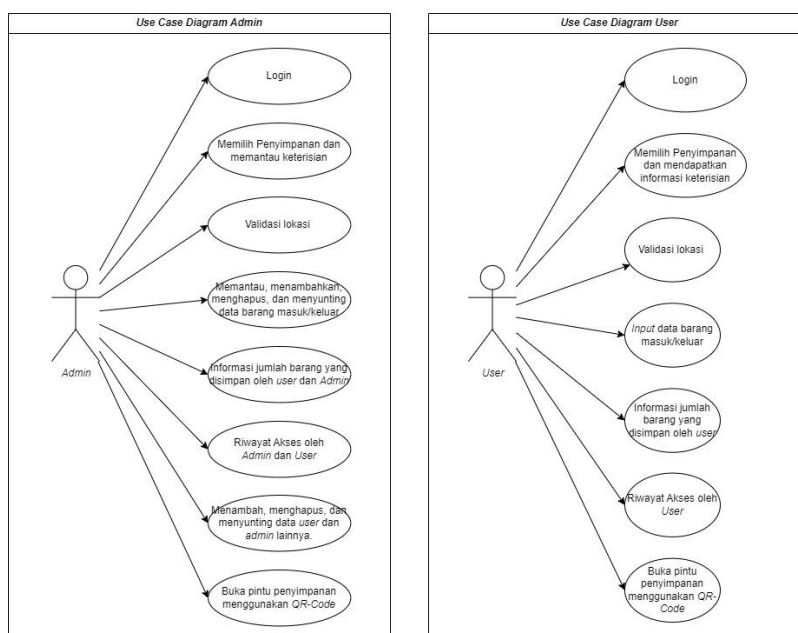 Use Case Diagram Admin
Login
Memilih Penyimpanan dan
memantau keterisian
Validasi lokasi
Memantau, menambahkan,
menghapus, dan menyunting
data barang masuk/keluar
Informasi jumlah barang yang
disimpan oleh user dan Admin
Riwayat Akses oleh
Admin dan User
Menambah, menghapus, dan
menyunting data user dan
admin lainnya.
Buka pintu penyimpanan
menggunakan QR-Code
Admin
Use Case Diagram User
Login
Memilih Penyimpanan
dan mendapatkan
informasi keterisian
Validasi lokasi
Input data barang
masuk/keluar
Informasi jumlah
barang yang
disimpan oleh user
Riwayat Akses oleh
User
Buka pintu
penyimpanan
menggunakan QR-
Code
User